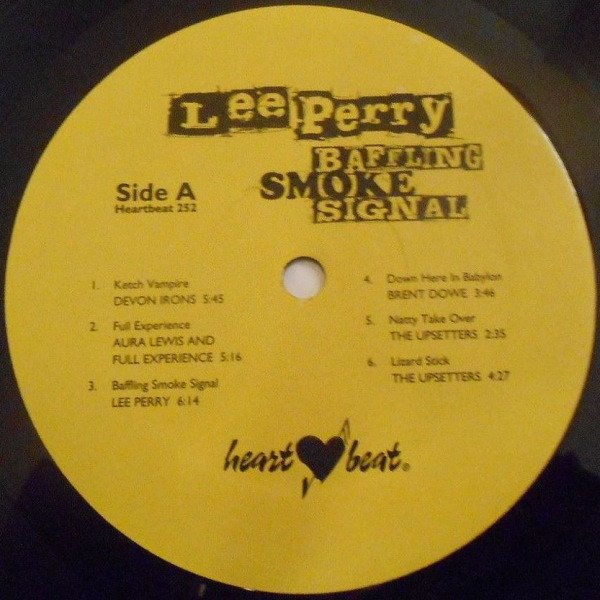 Lee Perry
BAFFLING
SMOKE
SIGNAL
Side A
Heartbeat 252
1. Ketch Vampire
DEVON IRONS 5:45
2. Full Experience
AURA LEWIS AND
FULL EXPERIENCE 5:16
3. Baffling Smoke Signal
LEE PERRY 6:14
4. Down Here In Babylon
BRENT DOWE 3:46
5. Natty Take Over
THE UPSETTERS 2:35
6. Lizard Stick
THE UPSETTERS 4:27
heart beat®